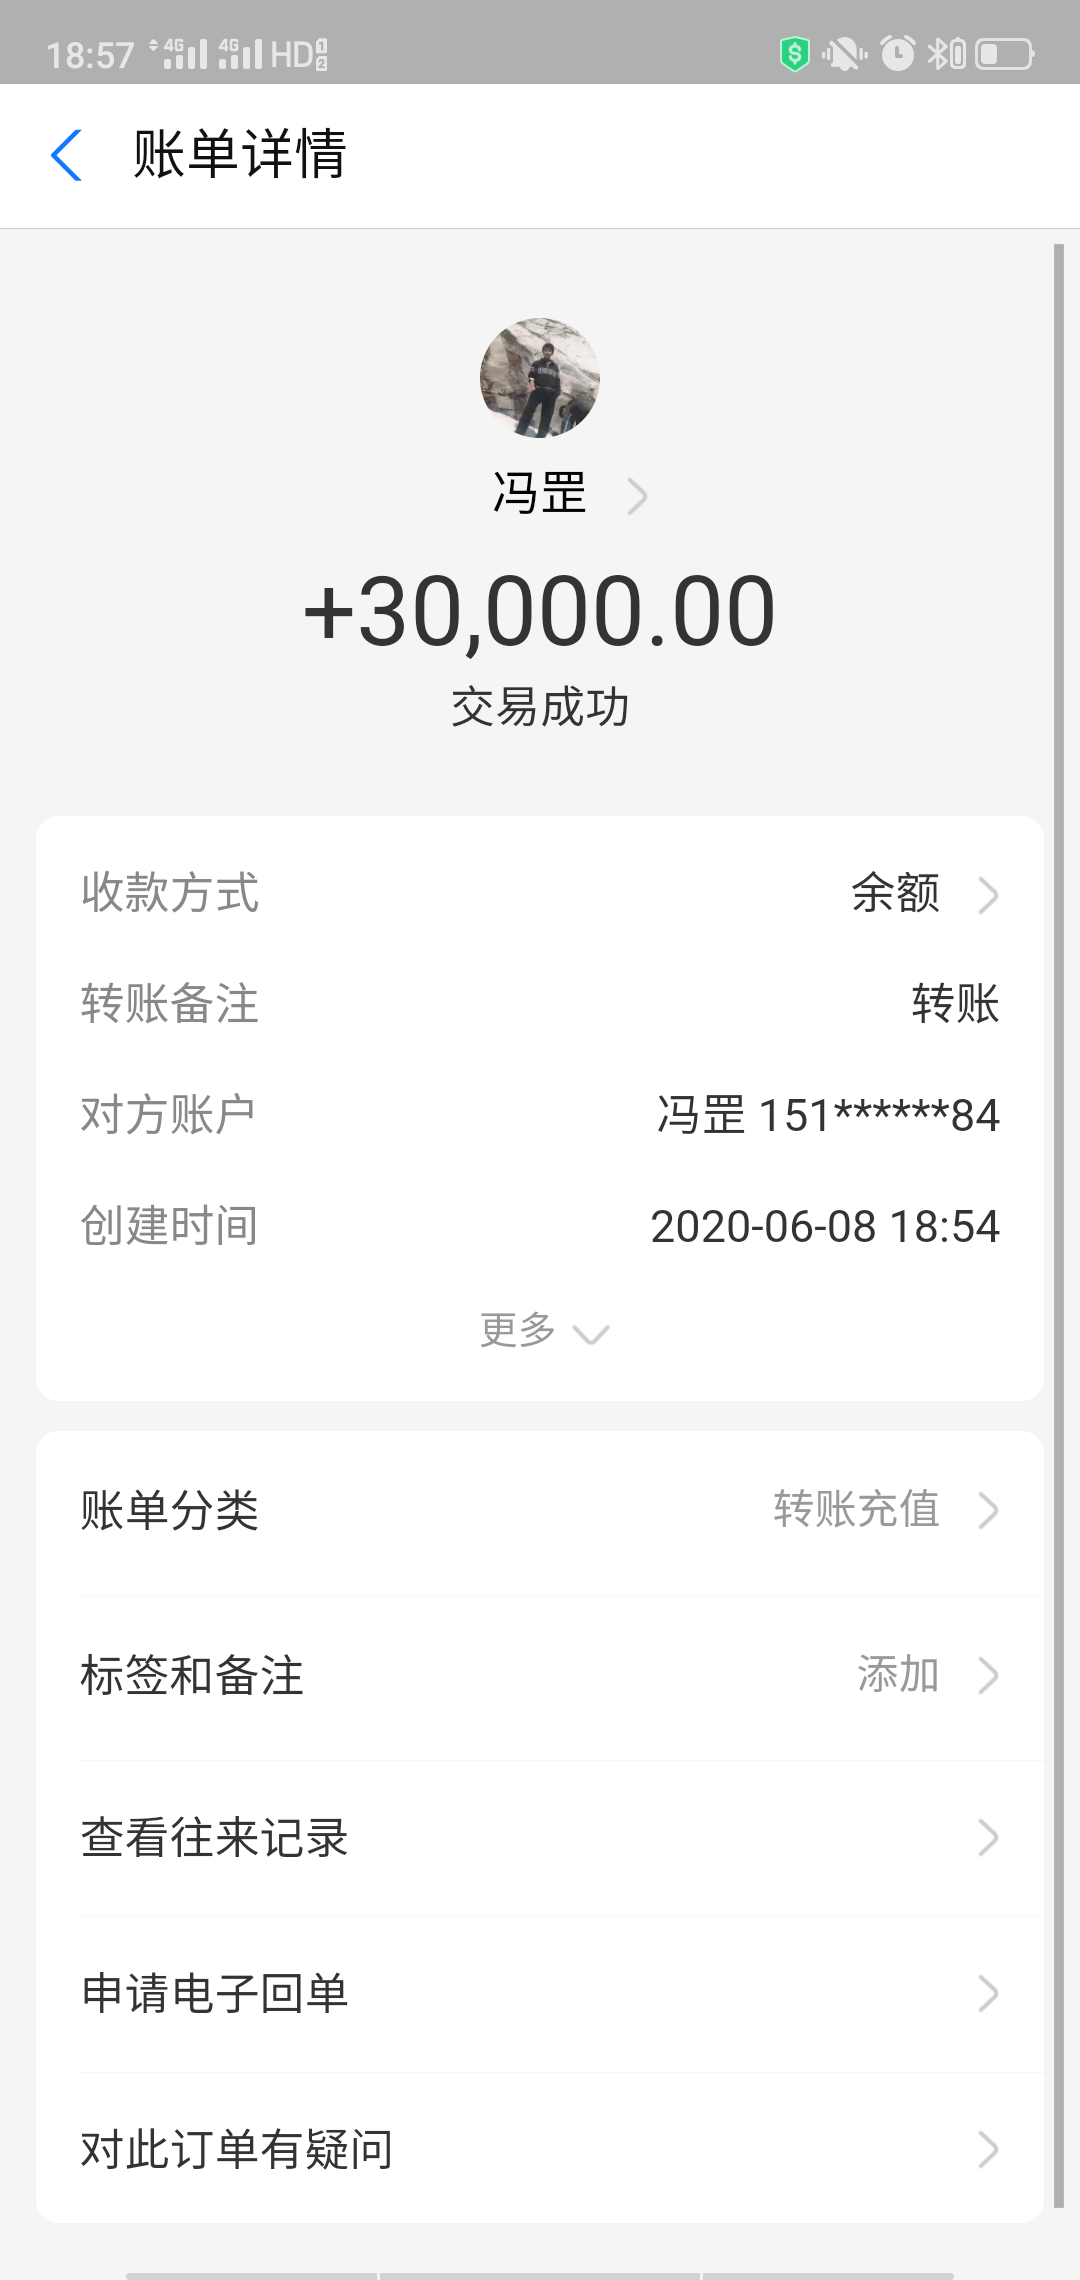 18:57 4G 4G HD 1 2
账单详情
冯罡
+30,000.00
交易成功
收款方式 余额
转账备注 转账
对方账户 冯罡 151******84
创建时间 2020-06-08 18:54
更多
账单分类 转账充值
标签和备注 添加
查看往来记录
申请电子回单
对此订单有疑问